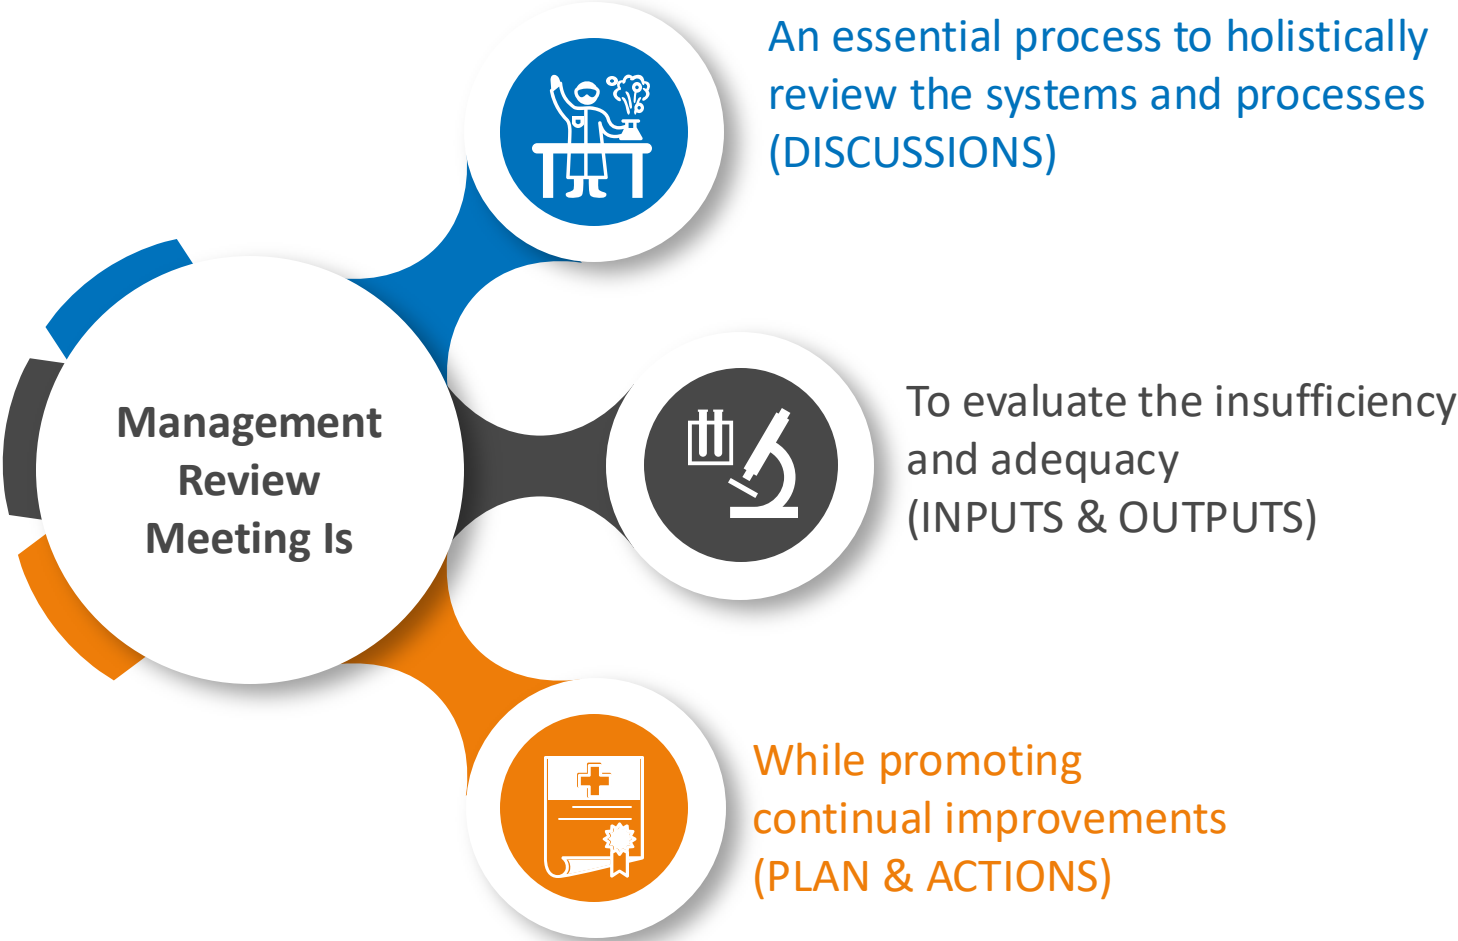 Management
Review
Meeting Is
An essential process to holistically
review the systems and processes
(DISCUSSIONS)
To evaluate the insufficiency
and adequacy
(INPUTS & OUTPUTS)
While promoting
continual improvements
(PLAN & ACTIONS)